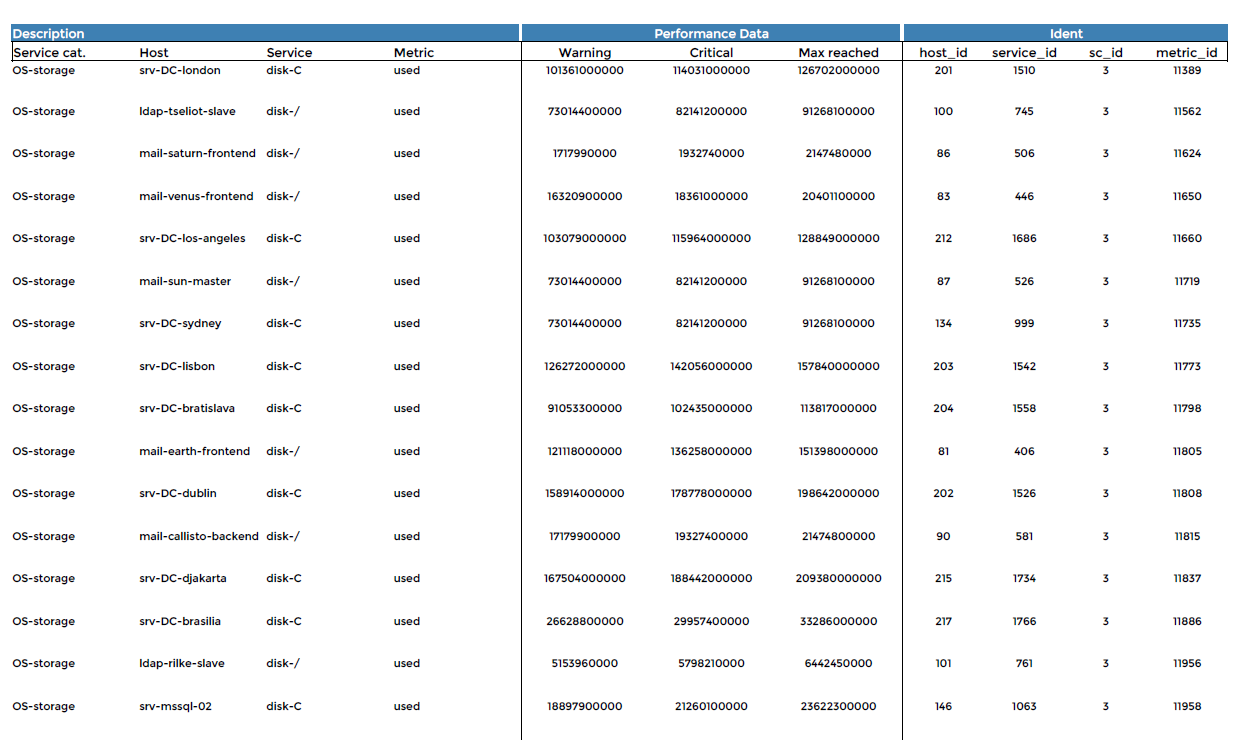 Description Performance Data Ident
Service cat. Host Service Metric Warning Critical Max reached host_id service_id sc_id metric_id
OS-storage srv-DC-london disk-C used 101361000000 114031000000 126702000000 201 1510 3 11389
OS-storage ldap-tseliot-slave disk-/ used 73014400000 82141200000 91268100000 100 745 3 11562
OS-storage mail-saturn-frontend disk-/ used 1717990000 1932740000 2147480000 86 506 3 11624
OS-storage mail-venus-frontend disk-/ used 16320900000 18361000000 20401100000 83 446 3 11650
OS-storage srv-DC-los-angeles disk-C used 103079000000 115964000000 128849000000 212 1686 3 11660
OS-storage mail-sun-master disk-/ used 73014400000 82141200000 91268100000 87 526 3 11719
OS-storage srv-DC-sydney disk-C used 73014400000 82141200000 91268100000 134 999 3 11735
OS-storage srv-DC-lisbon disk-C used 126272000000 142056000000 157840000000 203 1542 3 11773
OS-storage srv-DC-bratislava disk-C used 91053300000 102435000000 113817000000 204 1558 3 11798
OS-storage mail-earth-frontend disk-/ used 121118000000 136258000000 151398000000 81 406 3 11805
OS-storage srv-DC-dublin disk-C used 158914000000 178778000000 198642000000 202 1526 3 11808
OS-storage mail-callisto-backend disk-/ used 17179900000 19327400000 21474800000 90 581 3 11815
OS-storage srv-DC-djakarta disk-C used 167504000000 188442000000 209380000000 215 1734 3 11837
OS-storage srv-DC-brasilia disk-C used 26628800000 29957400000 33286000000 217 1766 3 11886
OS-storage ldap-rilke-slave disk-/ used 5153960000 5798210000 6442450000 101 761 3 11956
OS-storage srv-mssql-02 disk-C used 18897900000 21260100000 23622300000 146 1063 3 11958